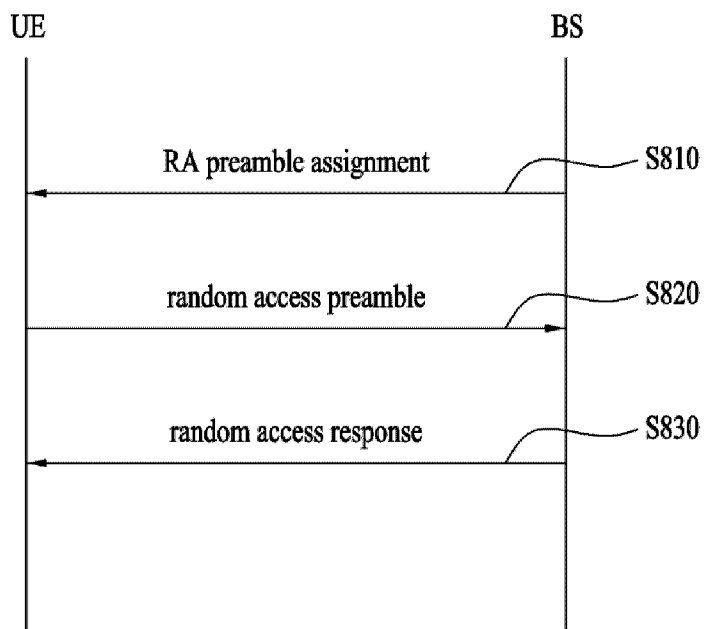 UE
BS
RA preamble assignment
S810
random access preamble
S820
random access response
S830